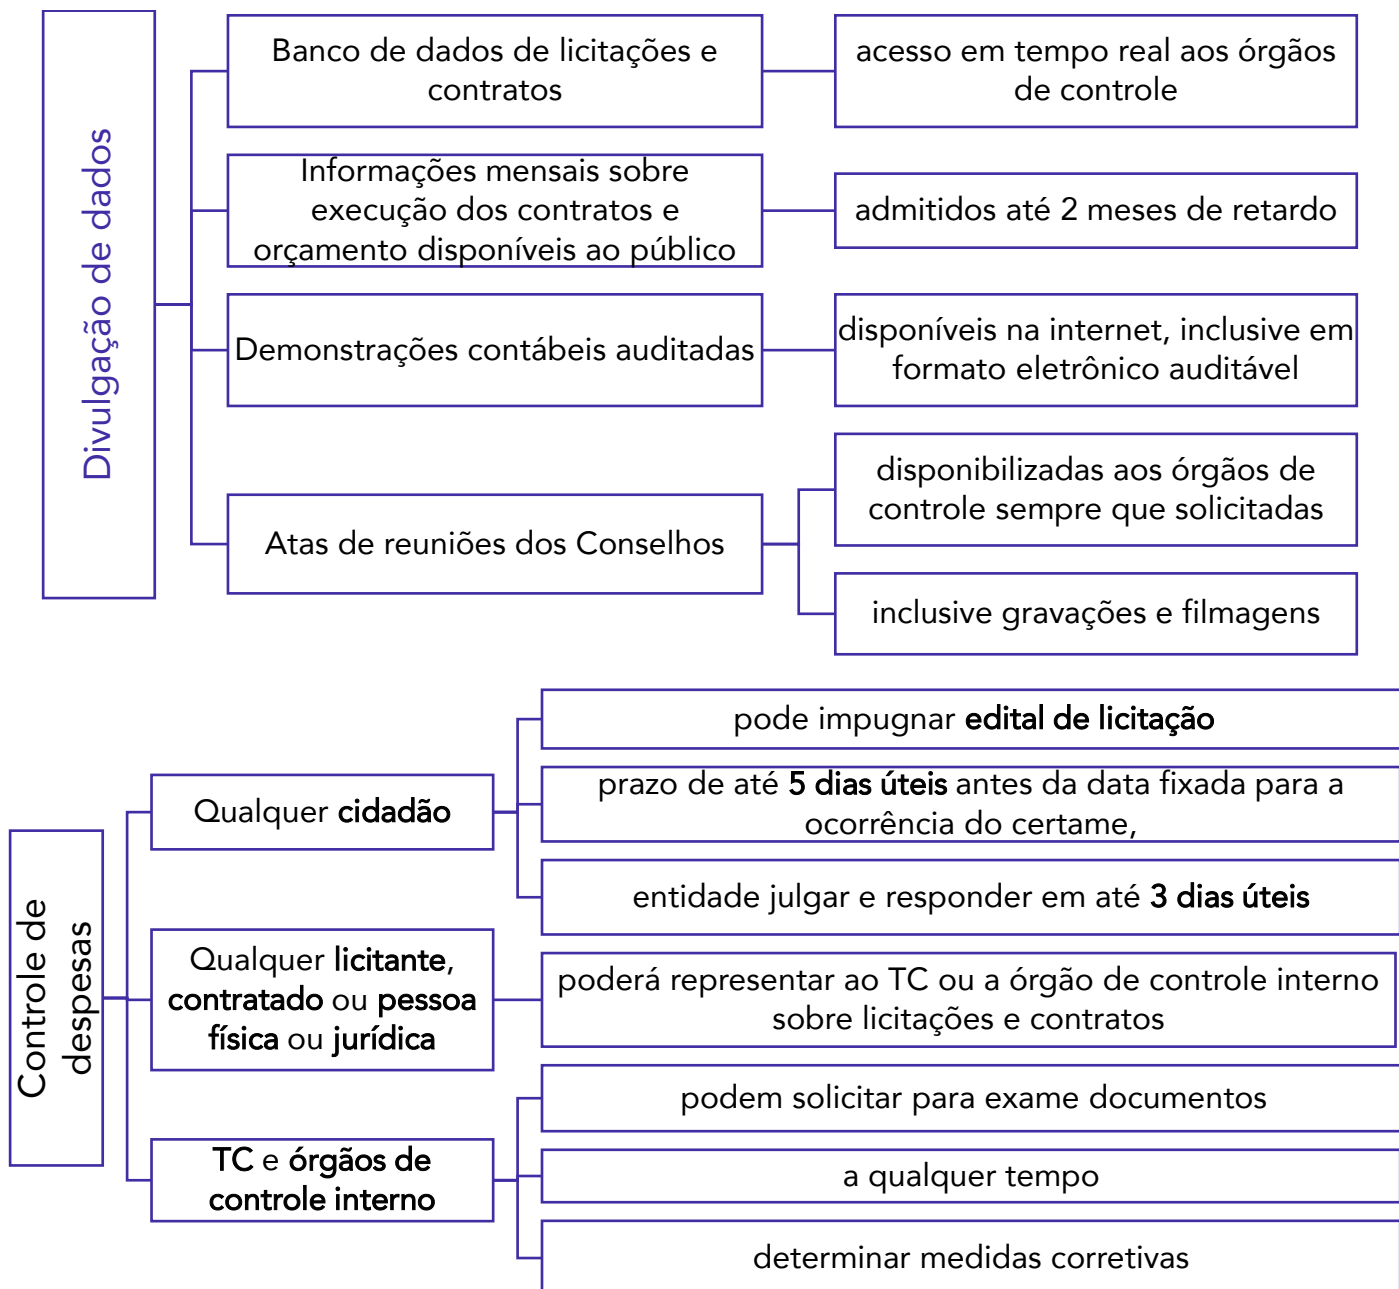 Divulgação de dados
Banco de dados de licitações e
contratos
acesso em tempo real aos órgãos
de controle
Informações mensais sobre
execução dos contratos e
orçamento disponíveis ao público
admitidos até 2 meses de retardo
Demonstrações contábeis auditadas
disponíveis na internet, inclusive em
formato eletrônico auditável
Atas de reuniões dos Conselhos
disponibilizadas aos órgãos de
controle sempre que solicitadas
inclusive gravações e filmagens
Controle de
despesas
Qualquer cidadão
pode impugnar edital de licitação
prazo de até 5 dias úteis antes da data fixada para a
ocorrência do certame,
entidade julgar e responder em até 3 dias úteis
Qualquer licitante,
contratado ou pessoa
física ou jurídica
poderá representar ao TC ou a órgão de controle interno
sobre licitações e contratos
TC e órgãos de
controle interno
podem solicitar para exame documentos
a qualquer tempo
determinar medidas corretivas